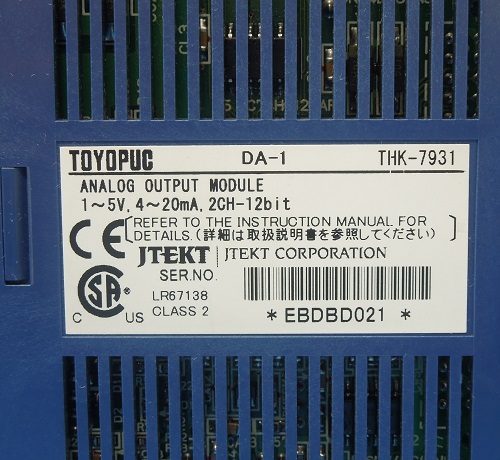 TOYOPUC DA-1 THK-7931
ANALOG OUTPUT MODULE
1～5V, 4～20mA, 2CH-12bit
CE [REFER TO THE INSTRUCTION MANUAL FOR
DETAILS.(詳細は取扱説明書を参照してください)]
JTEKT JTEKT CORPORATION
SER.NO.
CSA ® LR67138
C US CLASS 2
* EBDBD021 *